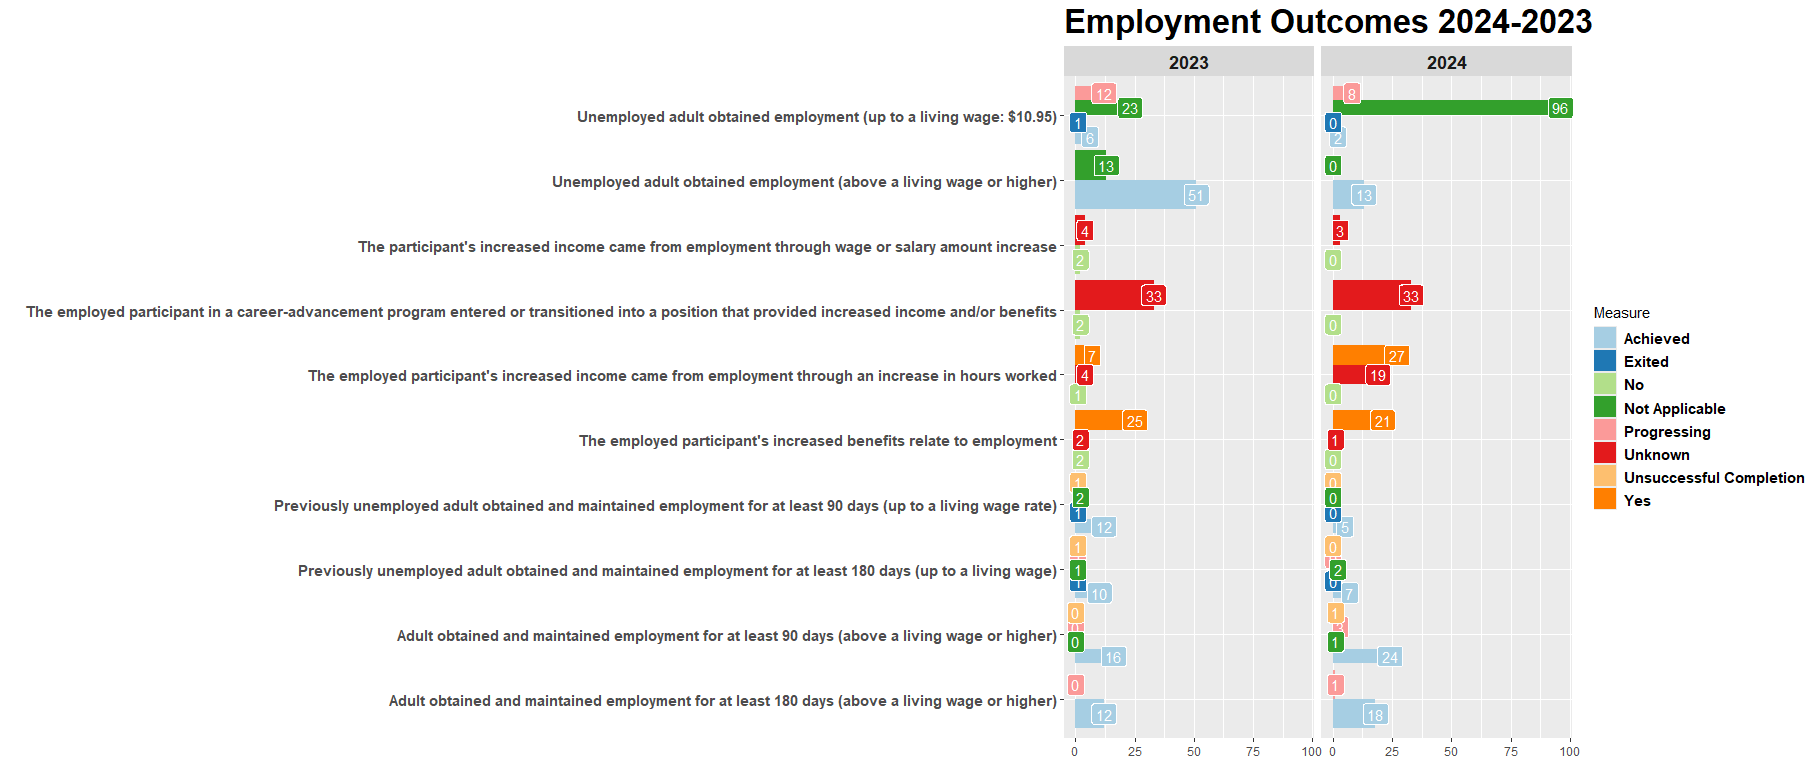 Employment Outcomes 2024-2023
2023
2024
Unemployed adult obtained employment (up to a living wage: $10.95)
12
23
1
6
8
96
0
2
Unemployed adult obtained employment (above a living wage or higher)
13
51
0
13
The participant's increased income came from employment through wage or salary amount increase
4
2
3
0
The employed participant in a career-advancement program entered or transitioned into a position that provided increased income and/or benefits
33
2
33
0
The employed participant's increased income came from employment through an increase in hours worked
7
4
1
27
19
0
The employed participant's increased benefits relate to employment
25
2
2
21
1
0
Previously unemployed adult obtained and maintained employment for at least 90 days (up to a living wage rate)
1
2
1
12
0
0
0
5
Previously unemployed adult obtained and maintained employment for at least 180 days (up to a living wage)
1
1
1
10
0
2
0
7
Adult obtained and maintained employment for at least 90 days (above a living wage or higher)
0
0
0
16
1
3
1
24
Adult obtained and maintained employment for at least 180 days (above a living wage or higher)
0
12
1
18
0 25 50 75 100
0 25 50 75 100
Measure
Achieved
Exited
No
Not Applicable
Progressing
Unknown
Unsuccessful Completion
Yes